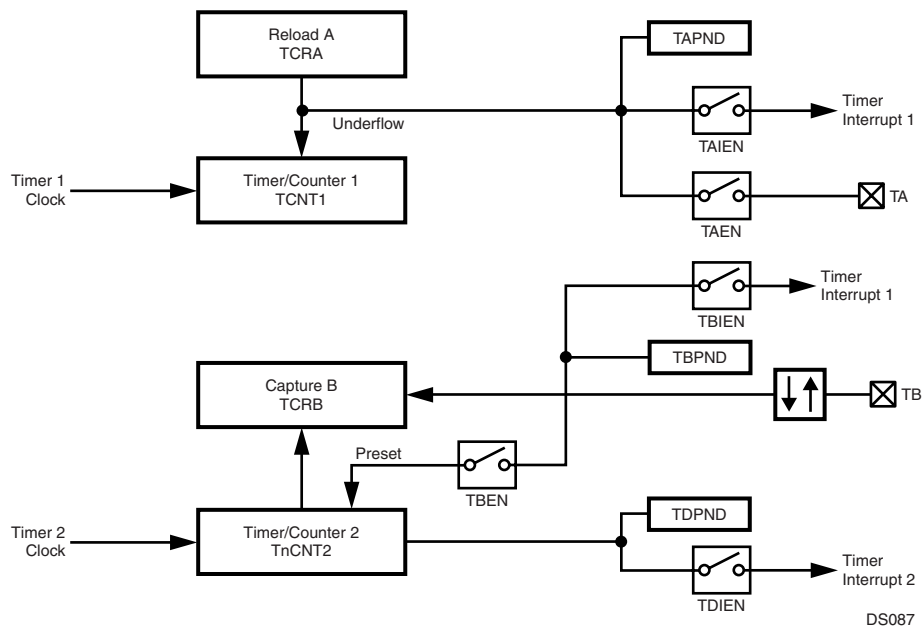 Reload A
TCRA
TAPND
Underflow
Timer
Interrupt 1
TAIEN
Timer 1
Clock
Timer/Counter 1
TCNT1
TA
TAEN
Timer
Interrupt 1
TBIEN
TBPND
Capture B
TCRB
TB
Preset
TBEN
TDPND
Timer 2
Clock
Timer/Counter 2
TnCNT2
Timer
Interrupt 2
TDIEN
DS087